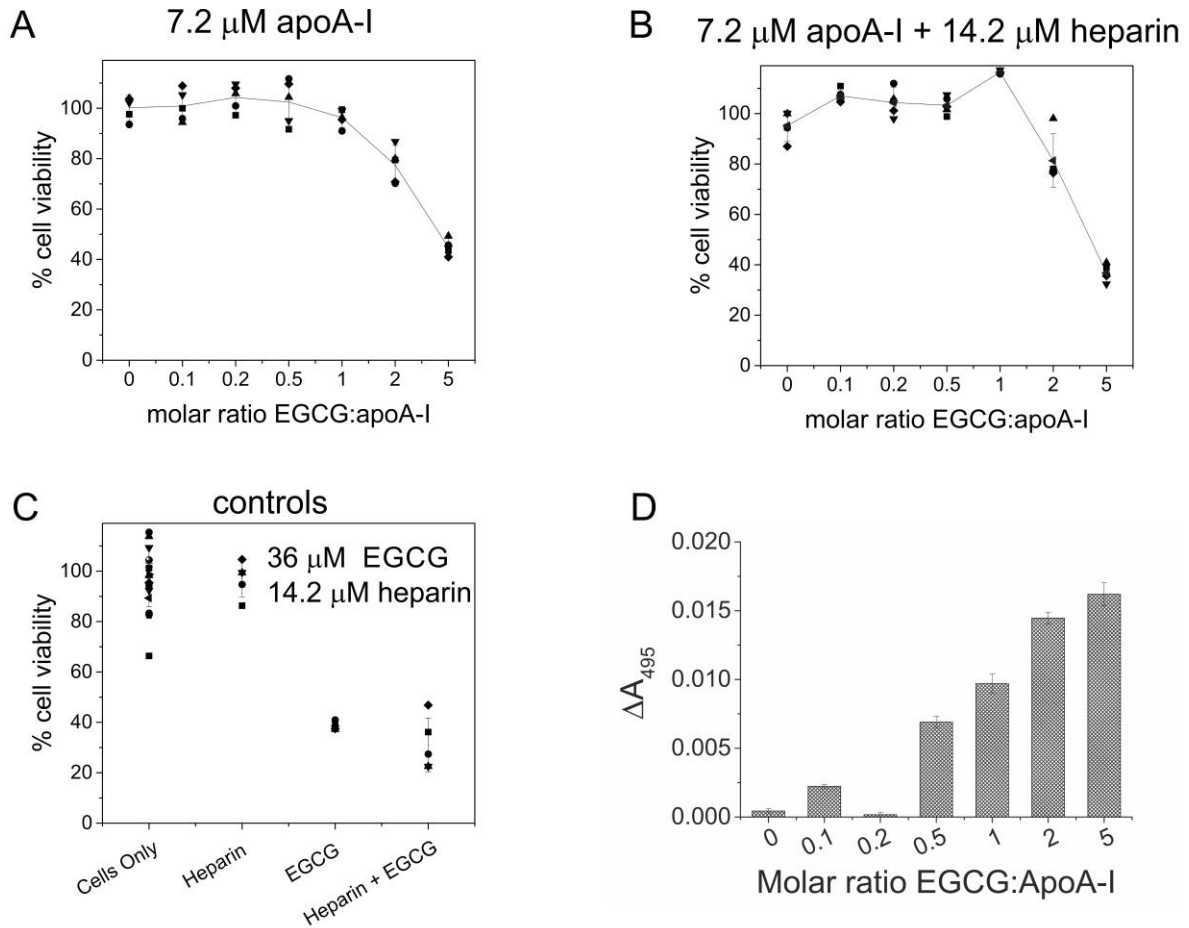 A
7.2 μM apoA-I
% cell viability
100
80
60
40
20
0
0 0.1 0.2 0.5 1 2 5
molar ratio EGCG:apoA-I
B
7.2 μM apoA-I + 14.2 μM heparin
% cell viability
100
80
60
40
20
0
0 0.1 0.2 0.5 1 2 5
molar ratio EGCG:apoA-I
C
controls
36 μM EGCG
14.2 μM heparin
% cell viability
100
80
60
40
20
0
Cells Only
Heparin
EGCG
Heparin + EGCG
D
ΔA495
0.020
0.015
0.010
0.005
0.000
0 0.1 0.2 0.5 1 2 5
Molar ratio EGCG:ApoA-I